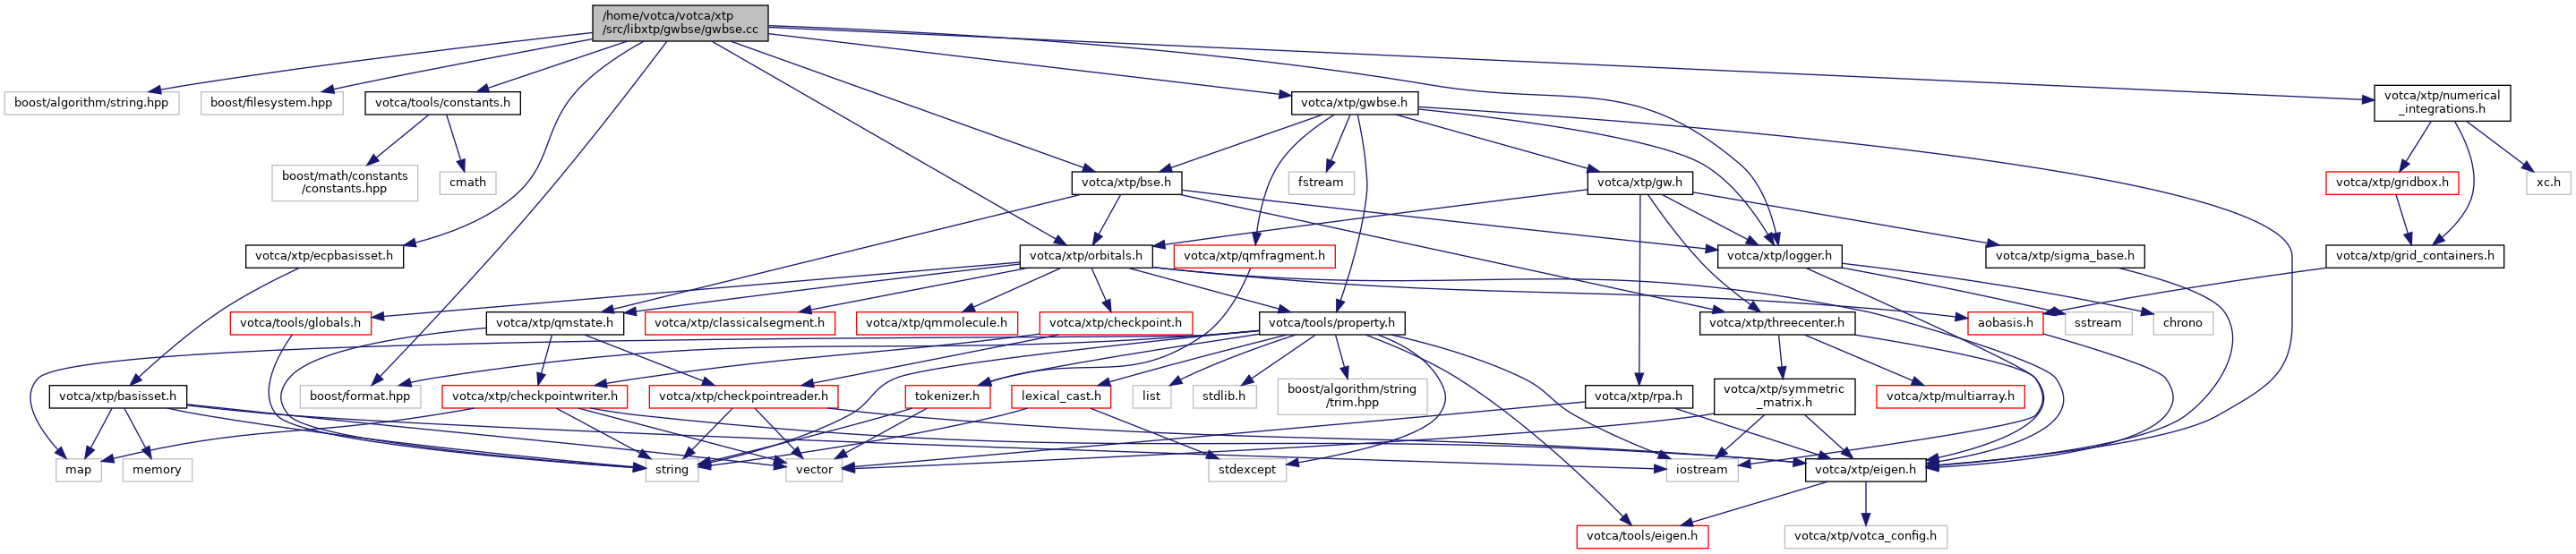 /home/votca/votca/xtp
/src/libxtp/gwbse/gwbse.cc
boost/algorithm/string.hpp
boost/filesystem.hpp
votca/tools/constants.h
votca/xtp/gwbse.h
votca/xtp/numerical
_integrations.h
boost/math/constants
/constants.hpp
cmath
votca/xtp/bse.h
fstream
votca/xtp/gw.h
votca/xtp/gridbox.h
xc.h
votca/xtp/ecpbasisset.h
votca/xtp/orbitals.h
votca/xtp/qmfragment.h
votca/xtp/logger.h
votca/xtp/sigma_base.h
votca/xtp/grid_containers.h
votca/tools/globals.h
votca/xtp/qmstate.h
votca/xtp/classicalsegment.h
votca/xtp/qmmolecule.h
votca/xtp/checkpoint.h
votca/tools/property.h
votca/xtp/threecenter.h
aobasis.h
sstream
chrono
votca/xtp/basisset.h
boost/format.hpp
votca/xtp/checkpointwriter.h
votca/xtp/checkpointreader.h
tokenizer.h
lexical_cast.h
list
stdlib.h
boost/algorithm/string
/trim.hpp
votca/xtp/rpa.h
votca/xtp/symmetric
_matrix.h
votca/xtp/multiarray.h
map
memory
string
vector
stdexcept
iostream
votca/xtp/eigen.h
votca/tools/eigen.h
votca/xtp/votca_config.h